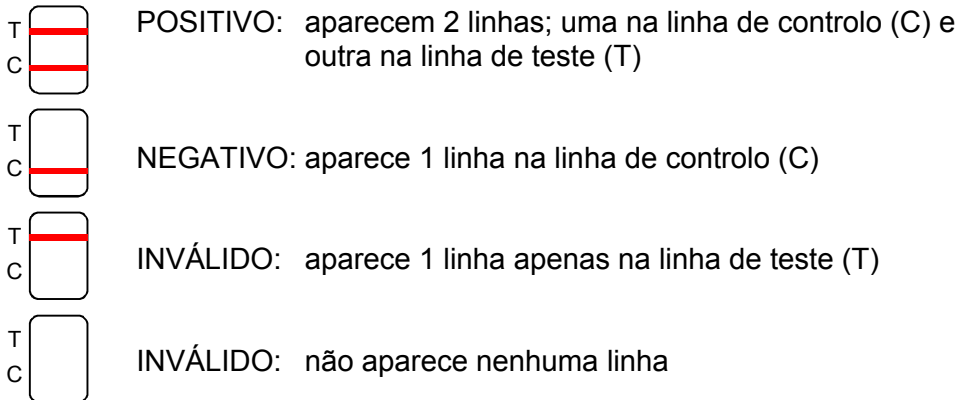 T
C
POSITIVO: aparecem 2 linhas; uma na linha de controlo (C) e
outra na linha de teste (T)
T
C
NEGATIVO: aparece 1 linha na linha de controlo (C)
T
C
INVÁLIDO: aparece 1 linha apenas na linha de teste (T)
T
C
INVÁLIDO: não aparece nenhuma linha